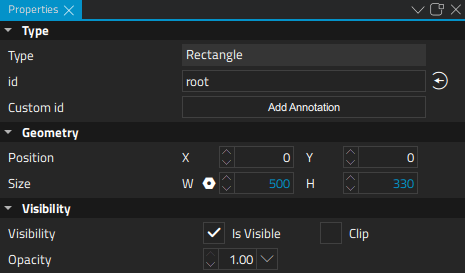 Properties
Type
Type Rectangle
id root
Custom id Add Annotation
Geometry
Position X 0 Y 0
Size W 500 H 330
Visibility
Visibility Is Visible Clip
Opacity 1.00